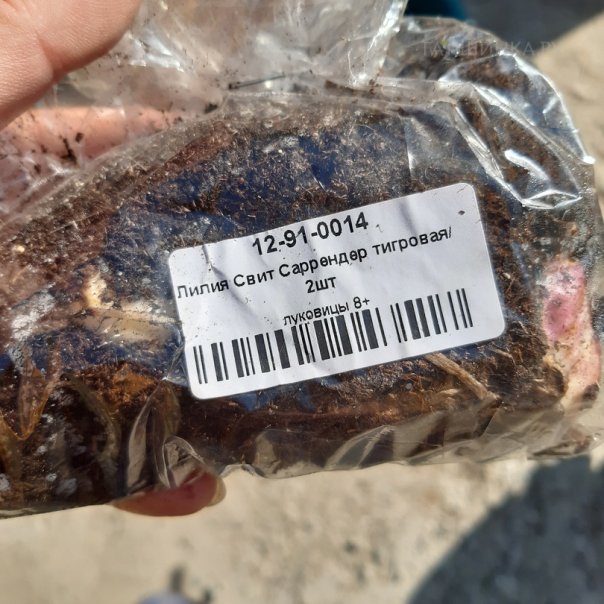 12-91-0014
Лилия Свит Саррендер тигровая/
2шт
луковицы 8+